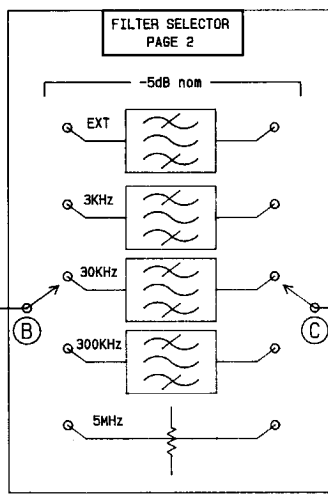 FILTER SELECTOR
PAGE 2
-5dB nom
EXT
3KHz
30KHz
B
C
300KHz
5MHz